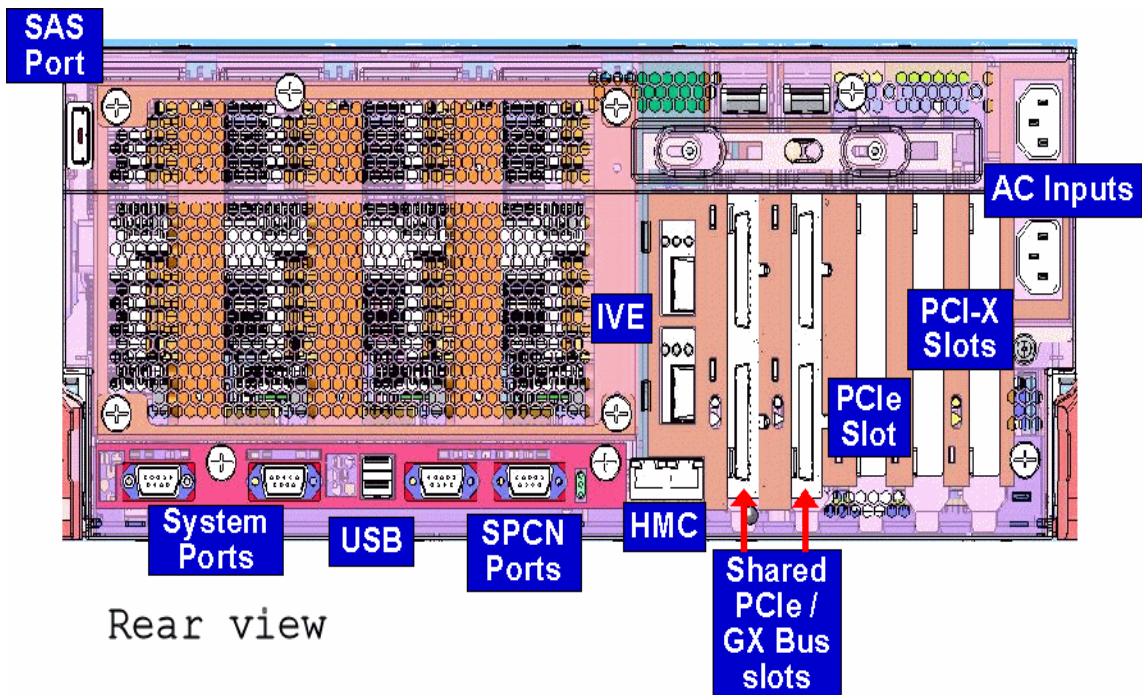 SAS
Port
AC Inputs
IVE
PCI-X
Slots
PCIe
Slot
System
Ports
USB
SPCN
Ports
HMC
Shared
PCIe /
GX Bus
slots
Rear view